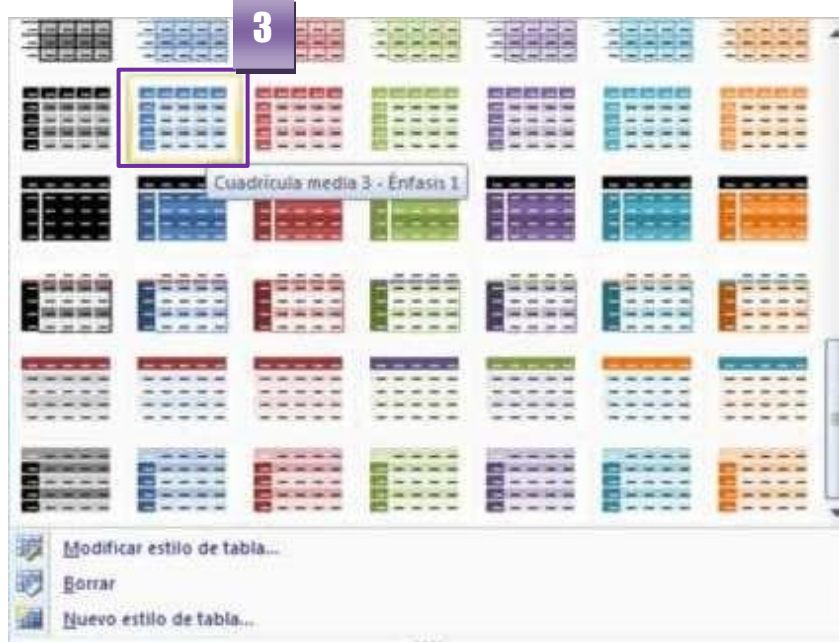 3
Cuadrícula media 3 - Énfasis 1
Modificar estilo de tabla...
Borrar
Nuevo estilo de tabla...